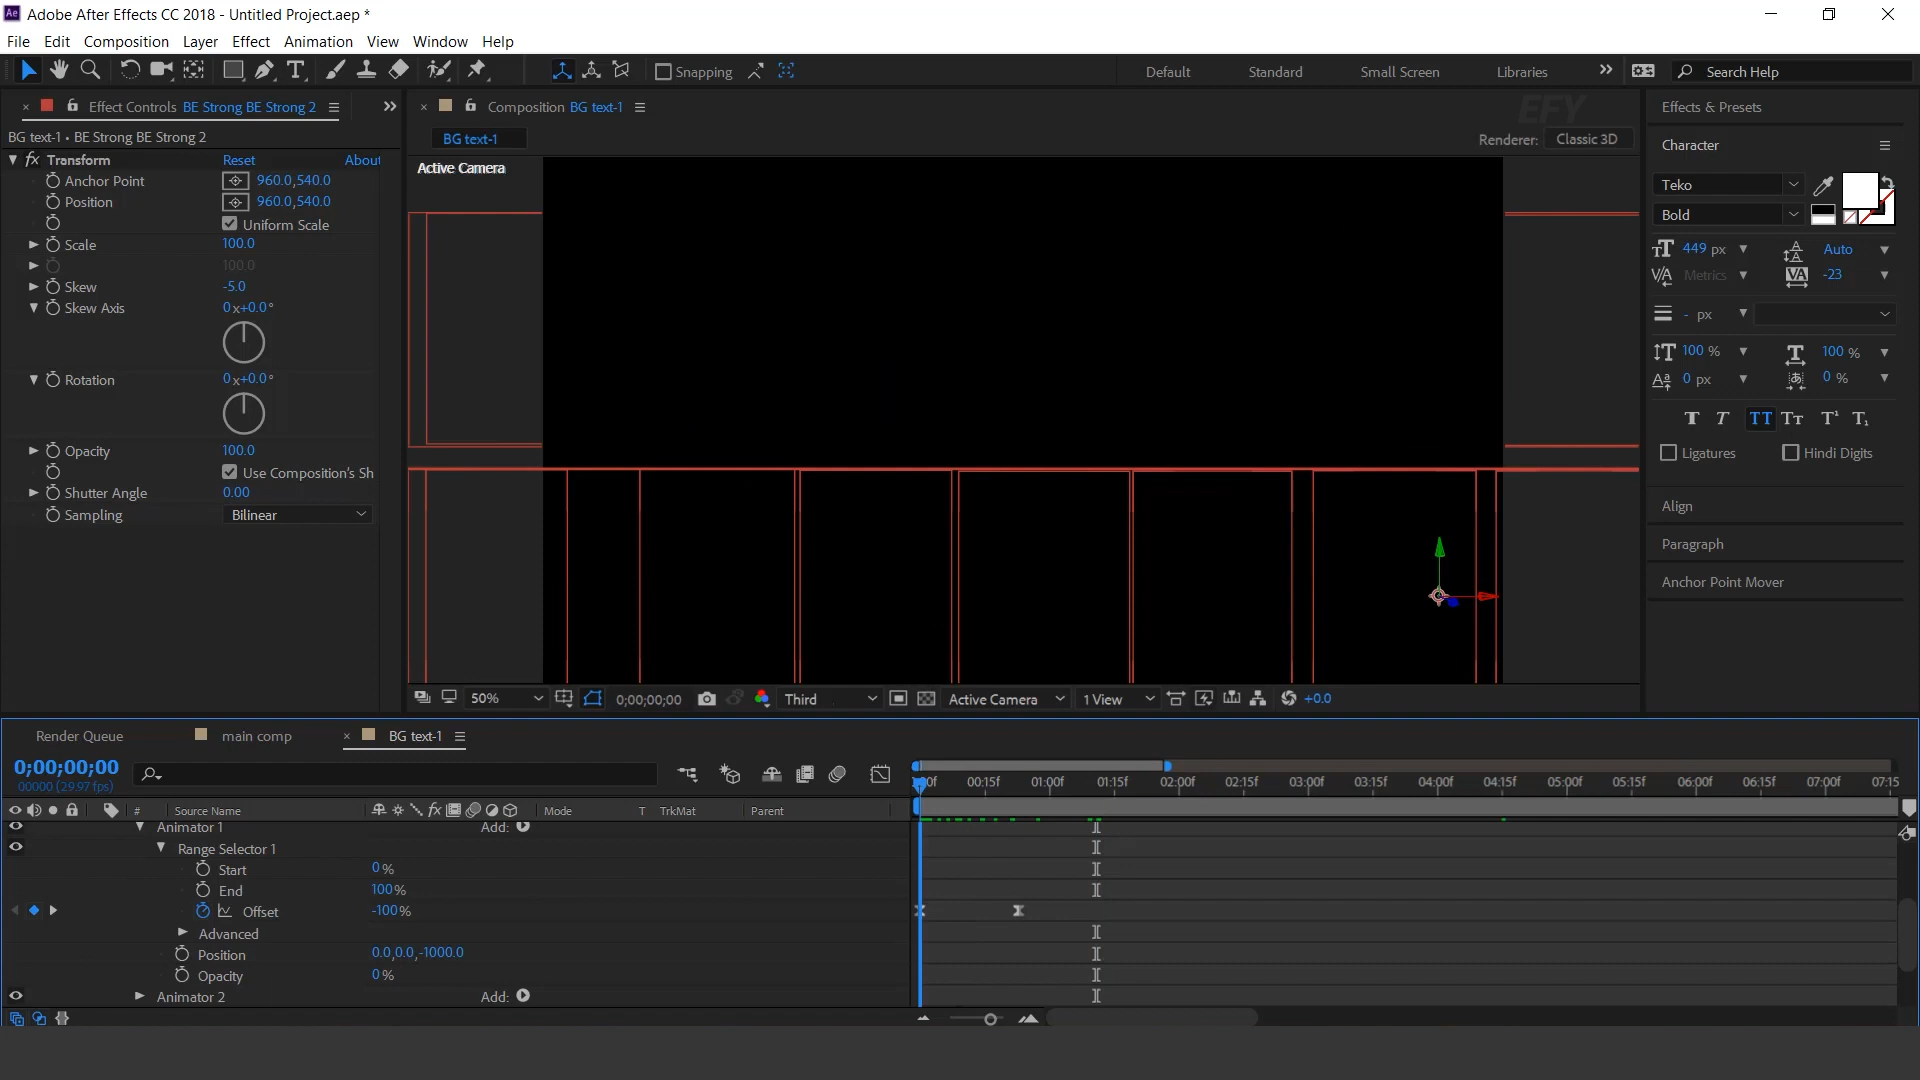 Adobe After Effects CC 2018 - Untitled Project.aep *
File Edit Composition Layer Effect Animation View Window Help
Snapping
Default Standard Small Screen Libraries Search Help
Effect Controls BE Strong BE Strong 2
Composition BG text-1
EFY
Effects & Presets
BG text-1 • BE Strong BE Strong 2
BG text-1
Renderer: Classic 3D
Character
fx Transform Reset About
Active Camera
Anchor Point 960.0,540.0
Position 960.0,540.0
Uniform Scale
Scale 100.0
100.0
Skew -5.0
Skew Axis 0x+0.0°
Rotation 0x+0.0°
Opacity 100.0
Use Composition's Sh
Shutter Angle 0.00
Sampling Bilinear
Teko
Bold
449 px Auto
Metrics -23
- px
100 % 100 %
0 px 0 %
T T TT Tт T¹ T₁
Ligatures Hindi Digits
Align
Paragraph
Anchor Point Mover
50% 0;00;00;00 Third Active Camera 1 View +0.0
Render Queue main comp BG text-1
0;00;00;00
00000 (29.97 fps)
:00f 00:15f 01:00f 01:15f 02:00f 02:15f 03:00f 03:15f 04:00f 04:15f 05:00f 05:15f 06:00f 06:15f 07:00f 07:15
# Source Name fx Mode T TrkMat Parent
Animator 1 Add:
Range Selector 1
Start 0%
End 100%
Offset -100%
Advanced
Position 0.0,0.0,-1000.0
Opacity 0%
Animator 2 Add: